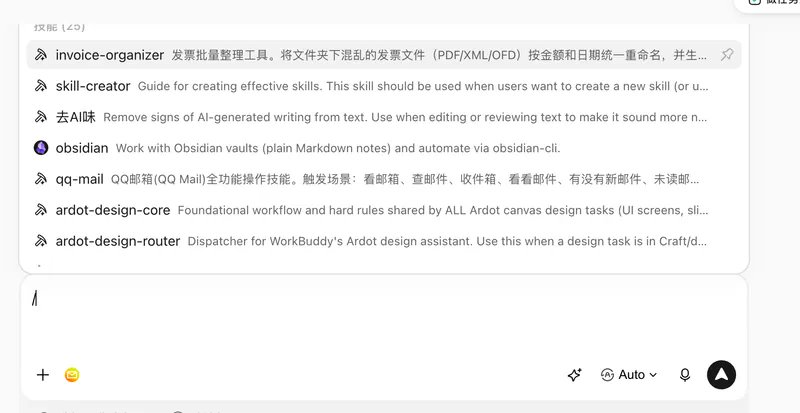 技能 (25)
invoice-organizer 发票批量整理工具。将文件夹下混乱的发票文件（PDF/XML/OFD）按金额和日期统一重命名，并生...
skill-creator Guide for creating effective skills. This skill should be used when users want to create a new skill (or u...
去AI味 Remove signs of AI-generated writing from text. Use when editing or reviewing text to make it sound more n...
obsidian Work with Obsidian vaults (plain Markdown notes) and automate via obsidian-cli.
qq-mail QQ邮箱(QQ Mail)全功能操作技能。触发场景：看邮箱、查邮件、收件箱、看看邮件、有没有新邮件、未读邮...
ardot-design-core Foundational workflow and hard rules shared by ALL Ardot canvas design tasks (UI screens, sli...
ardot-design-router Dispatcher for WorkBuddy's Ardot design assistant. Use this when a design task is in Craft/d...
/
Auto